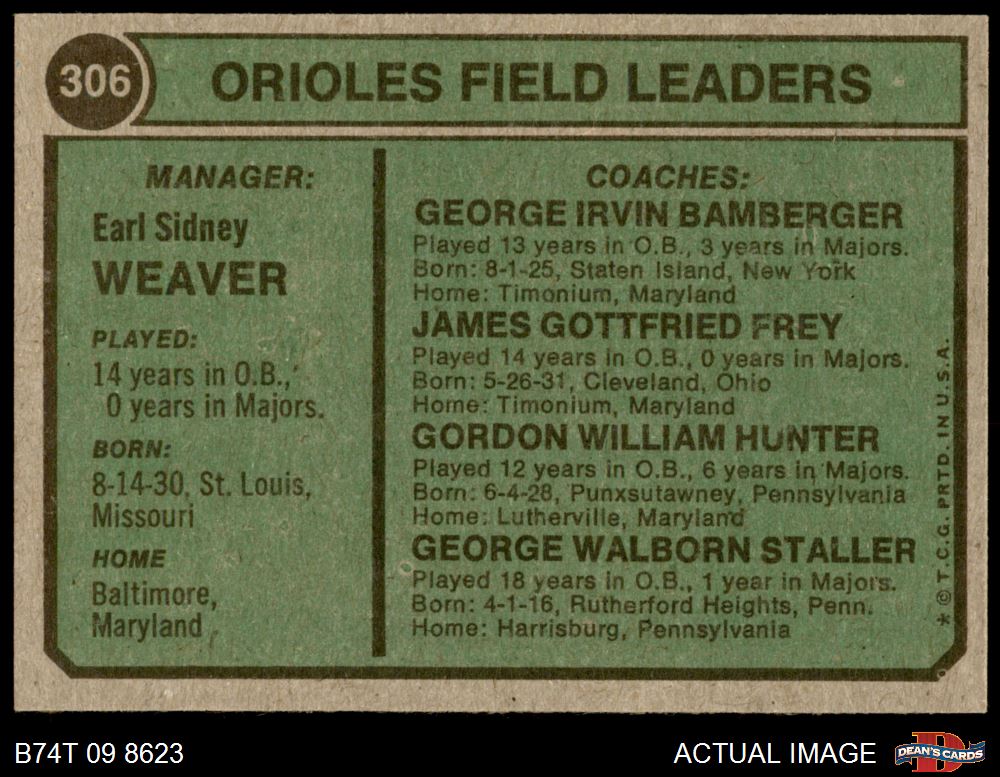 306
ORIOLES FIELD LEADERS
MANAGER:
Earl Sidney
WEAVER
PLAYED:
14 years in O.B.,
0 years in Majors.
BORN:
8-14-30, St. Louis,
Missouri
HOME
Baltimore,
Maryland
COACHES:
GEORGE IRVIN BAMBERGER
Played 13 years in O.B., 3 years in Majors.
Born: 8-1-25, Staten Island, New York
Home: Timonium, Maryland
JAMES GOTTFRIED FREY
Played 14 years in O.B., 0 years in Majors.
Born: 5-26-31, Cleveland, Ohio
Home: Timonium, Maryland
GORDON WILLIAM HUNTER
Played 12 years in O.B., 6 years in Majors.
Born: 6-4-28, Punxsutawney, Pennsylvania
Home: Lutherville, Maryland
GEORGE WALBORN STALLER
Played 18 years in O.B., 1 year in Majors.
Born: 4-1-16, Rutherford Heights, Penn.
Home: Harrisburg, Pennsylvania
* © T.C.G. PRTD. IN U.S.A.
B74T 09 8623
ACTUAL IMAGE
DEAN'S CARDS